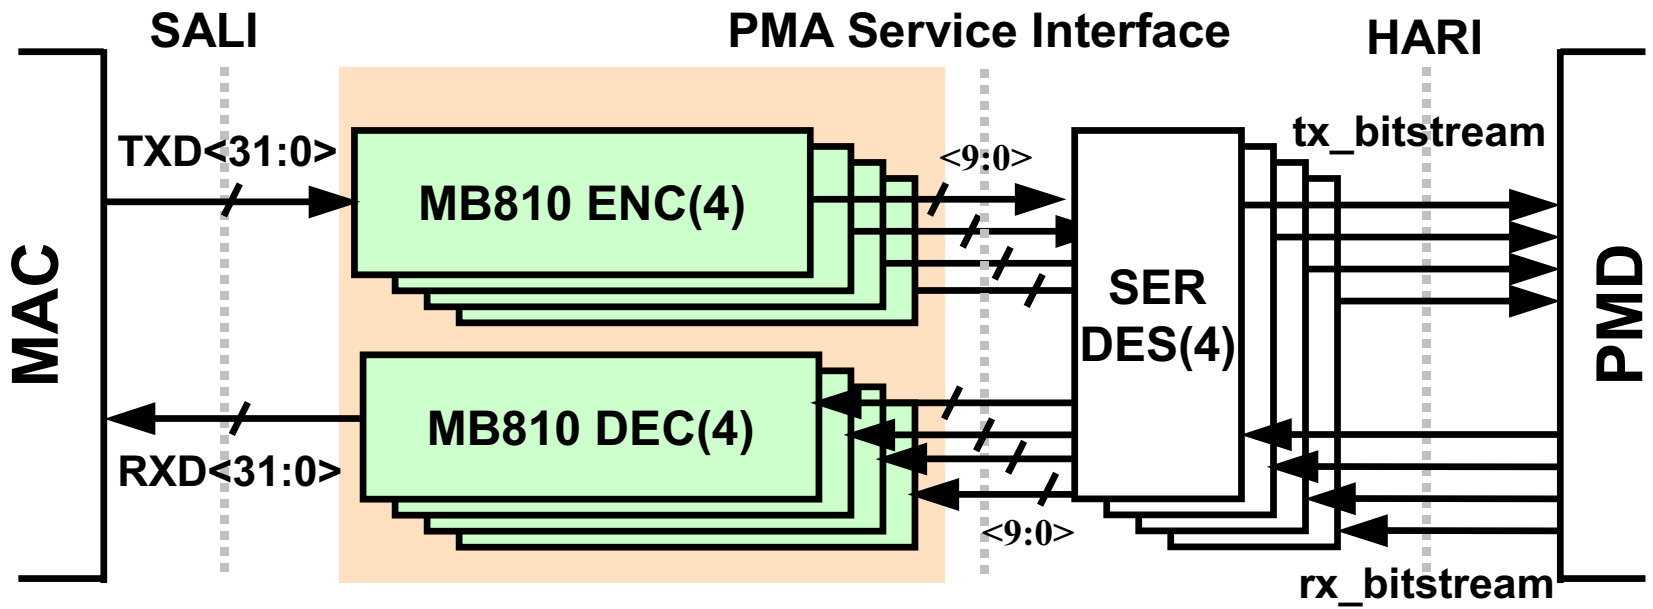 SALI
PMA Service Interface
HARI
TXD<31:0>
<9:0>
tx_bitstream
MB810 ENC(4)
MAC
SER
DES(4)
PMD
MB810 DEC(4)
RXD<31:0>
<9:0>
rx_bitstream